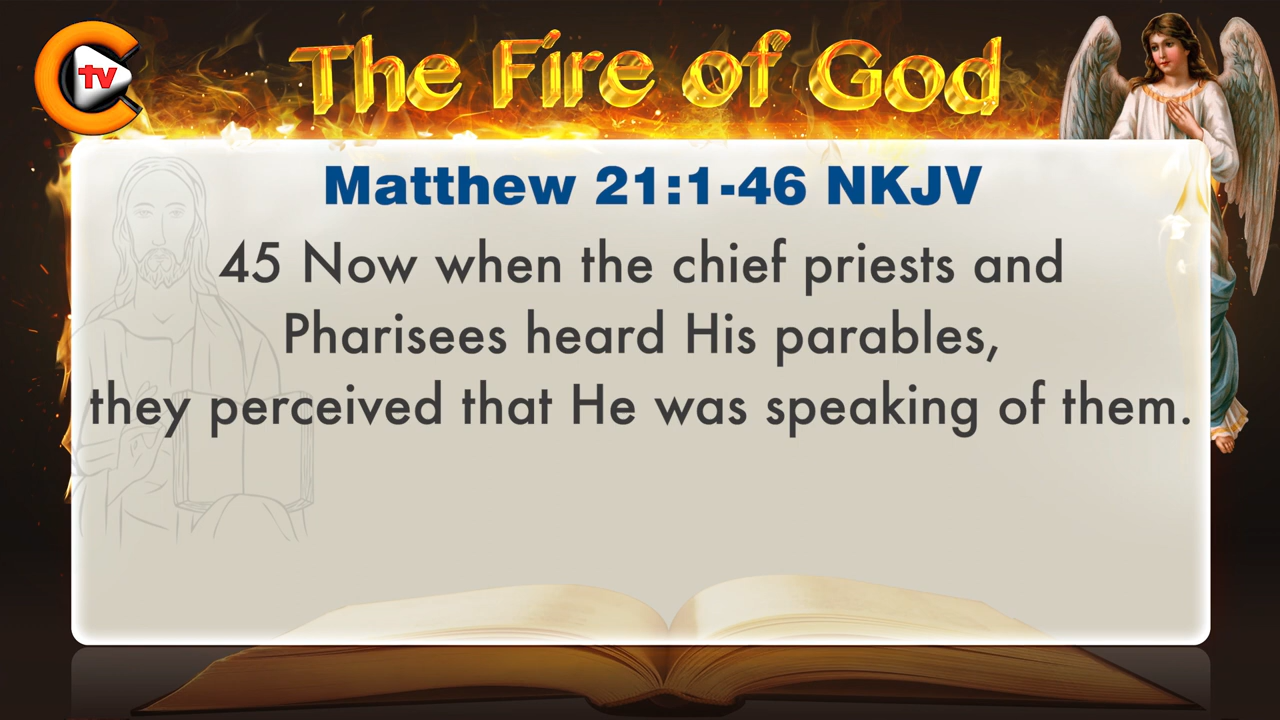 tv
The Fire of God
Matthew 21:1-46 NKJV
45 Now when the chief priests and
Pharisees heard His parables,
they perceived that He was speaking of them.